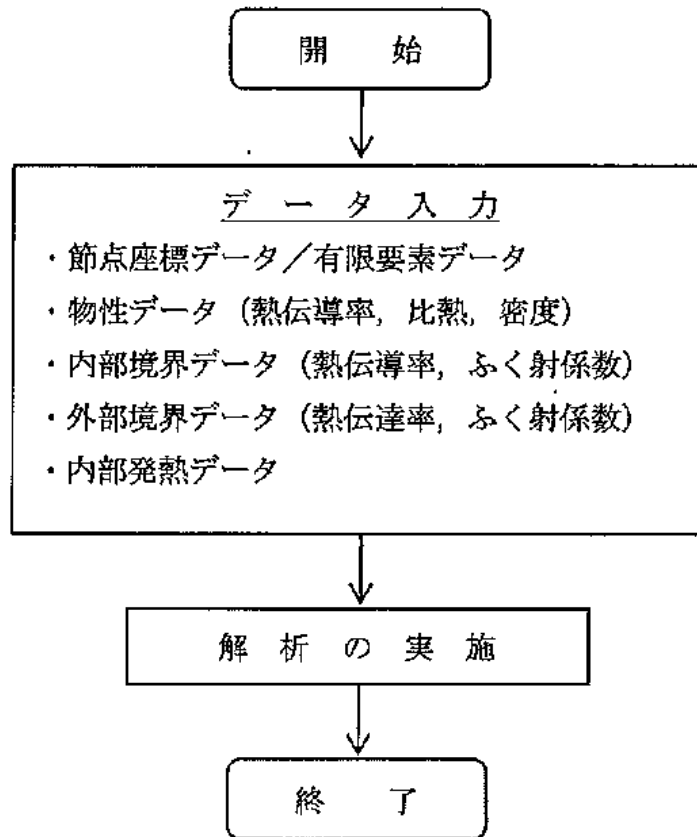 開 始
データ入力
・節点座標データ/有限要素データ
・物性データ (熱伝導率, 比熱, 密度)
・内部境界データ (熱伝導率, ふく射係数)
・外部境界データ (熱伝達率, ふく射係数)
・内部発熱データ
解析の実施
終 了